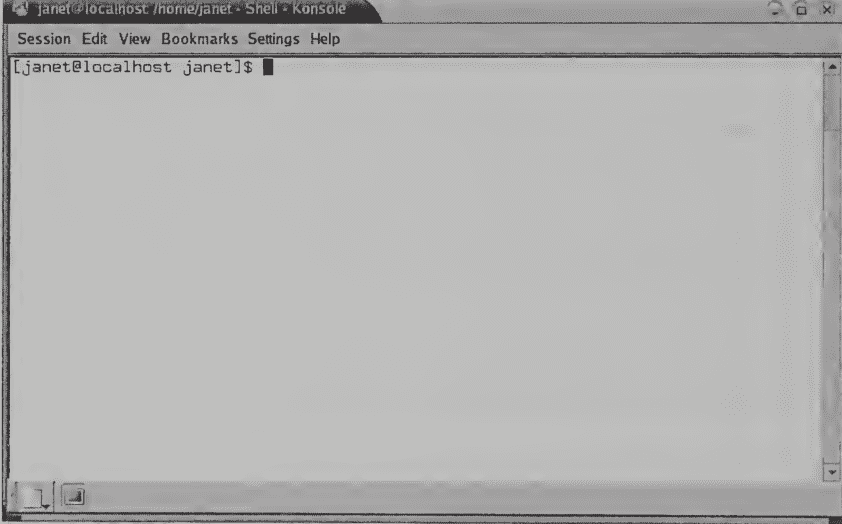 janet@localhost /home/janet - Shell - Konsole
Session Edit View Bookmarks Settings Help
[janet@localhost janet]$